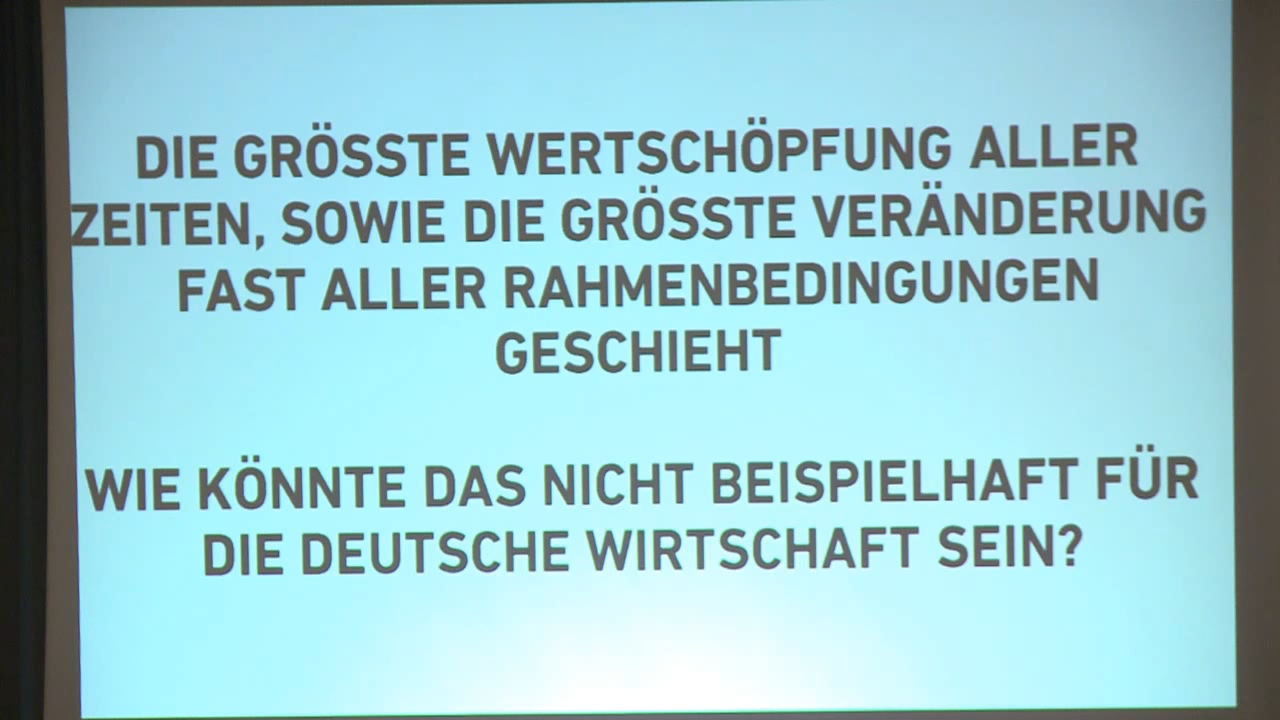 DIE GRÖSSTE WERTSCHÖPFUNG ALLER
ZEITEN, SOWIE DIE GRÖSSTE VERÄNDERUNG
FAST ALLER RAHMENBEDINGUNGEN
GESCHIEHT
WIE KÖNNTE DAS NICHT BEISPIELHAFT FÜR
DIE DEUTSCHE WIRTSCHAFT SEIN?